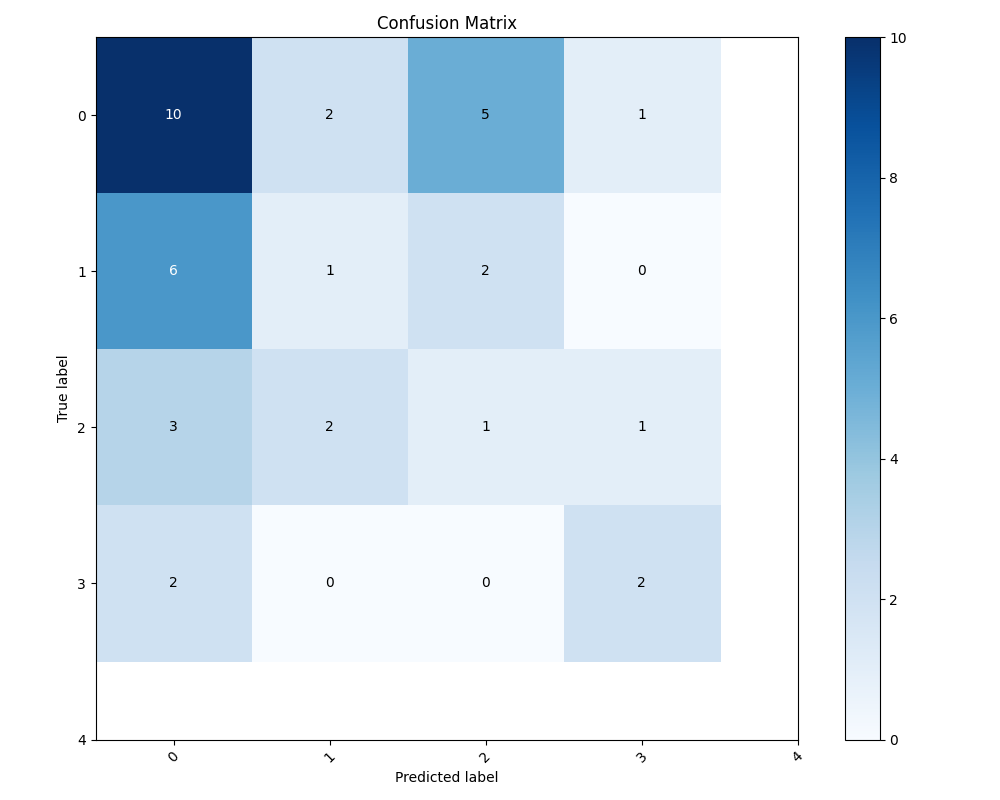 Confusion Matrix
0 10 2 5 1
1 6 1 2 0
2 3 2 1 1
3 2 0 0 2
4
0 1 2 3 4
True label
Predicted label
10
8
6
4
2
0